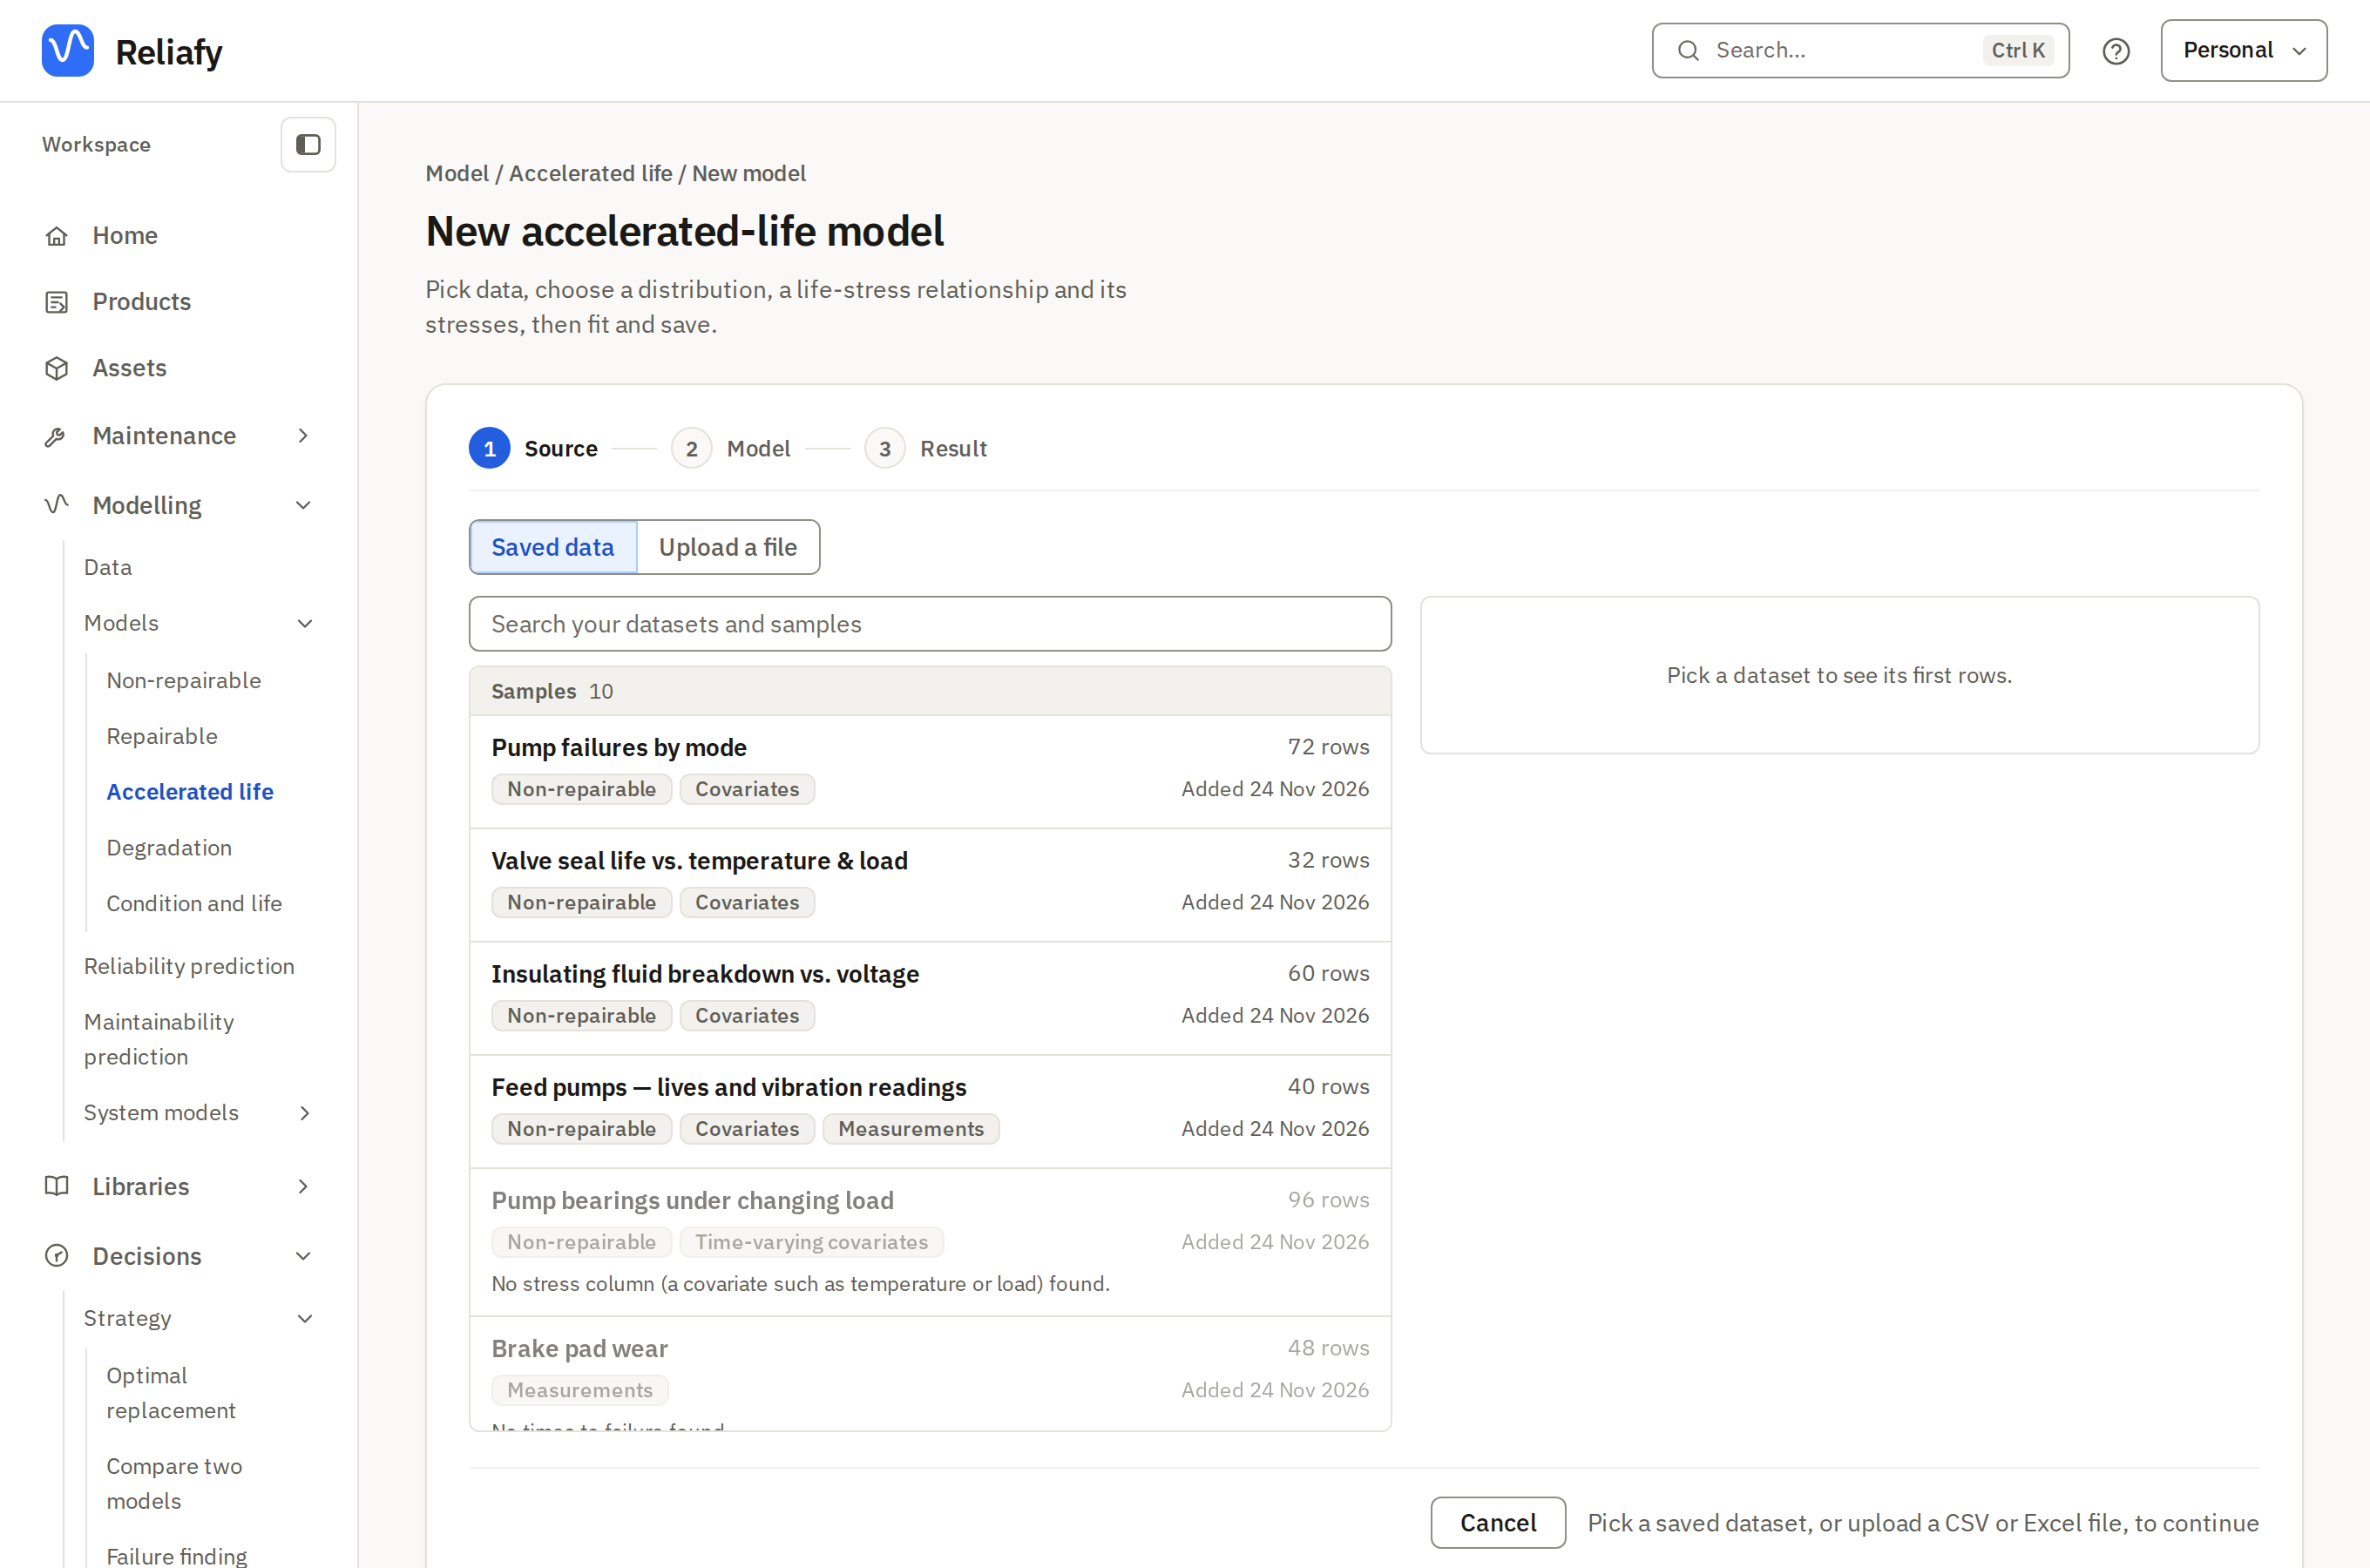 Reliafy
Search...
Ctrl K
Personal
Workspace
Home
Products
Assets
Maintenance
Modelling
Data
Models
Non-repairable
Repairable
Accelerated life
Degradation
Condition and life
Reliability prediction
Maintainability
prediction
System models
Libraries
Decisions
Strategy
Optimal
replacement
Compare two
models
Failure finding
Model / Accelerated life / New model
New accelerated-life model
Pick data, choose a distribution, a life-stress relationship and its
stresses, then fit and save.
1 Source
2 Model
3 Result
Saved data
Upload a file
Search your datasets and samples
Samples 10
Pump failures by mode
72 rows
Non-repairable Covariates
Added 24 Nov 2026
Valve seal life vs. temperature & load
32 rows
Non-repairable Covariates
Added 24 Nov 2026
Insulating fluid breakdown vs. voltage
60 rows
Non-repairable Covariates
Added 24 Nov 2026
Feed pumps — lives and vibration readings
40 rows
Non-repairable Covariates Measurements
Added 24 Nov 2026
Pump bearings under changing load
96 rows
Non-repairable Time-varying covariates
Added 24 Nov 2026
No stress column (a covariate such as temperature or load) found.
Brake pad wear
48 rows
Measurements
Added 24 Nov 2026
No times to failure found
Pick a dataset to see its first rows.
Cancel
Pick a saved dataset, or upload a CSV or Excel file, to continue